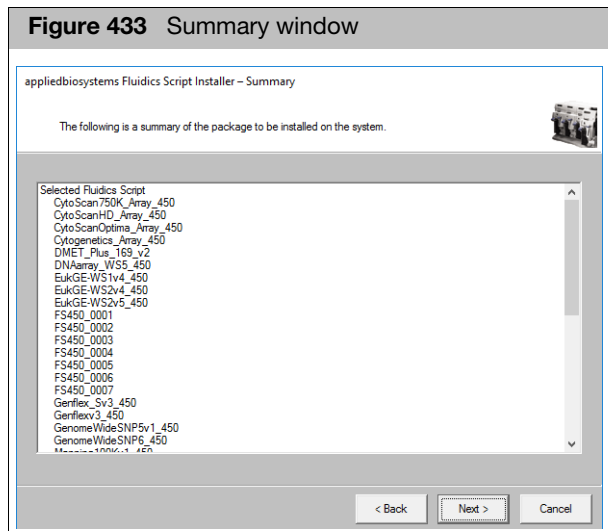 Figure 433 Summary window
appliedbiosystems Fluidics Script Installer – Summary
The following is a summary of the package to be installed on the system.
Selected Fluidics Script
CytoScan750K_Array_450
CytoScanHD_Array_450
CytoScanOptima_Array_450
Cytogenetics_Array_450
DMET_Plus_169_v2
DNAarray_WS5_450
EukGE-WS1v4_450
EukGE-WS2v4_450
EukGE-WS2v5_450
FS450_0001
FS450_0002
FS450_0003
FS450_0004
FS450_0005
FS450_0006
FS450_0007
Genflex_Sv3_450
Genflexv3_450
GenomeWideSNP5v1_450
GenomeWideSNP6_450
Mapping100Kv1_450
< Back Next > Cancel